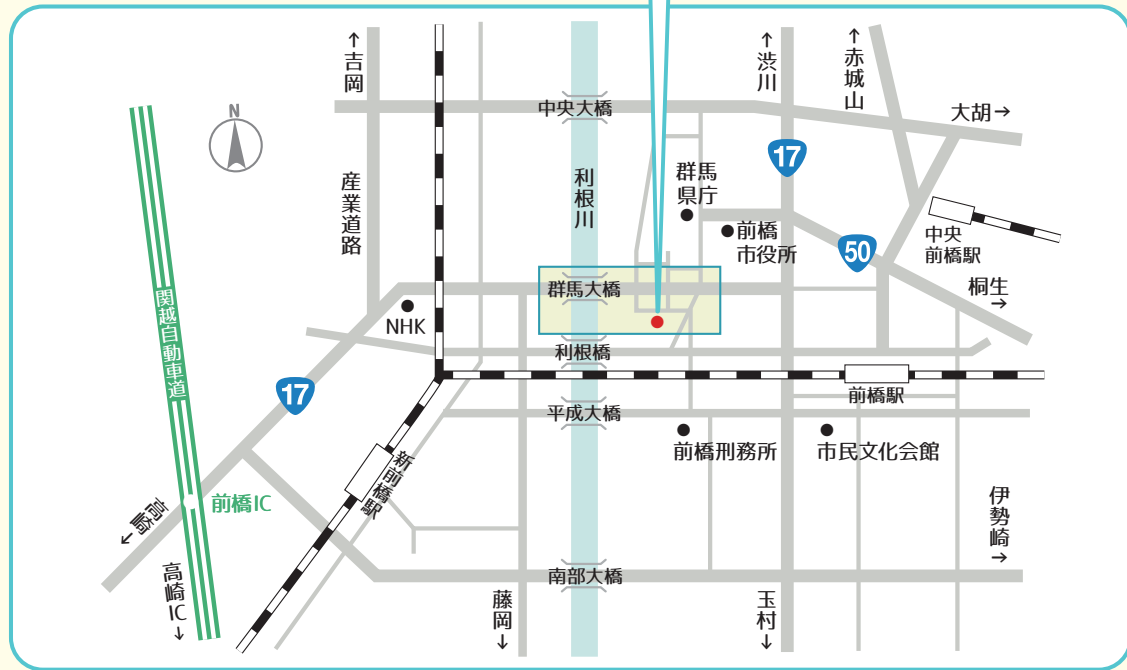 ↑吉岡
↑渋川
↑赤城山
大胡→
N
中央大橋
17
産業道路
利根川
群馬
県庁
前橋
市役所
50
中央
前橋駅
桐生
→
関越自動車道
群馬大橋
NHK
利根橋
17
前橋駅
平成大橋
前橋刑務所
市民文化会館
新前橋駅
前橋IC
高崎
↓
伊勢崎
→
高崎IC
↓
南部大橋
藤岡
↓
玉村
↓